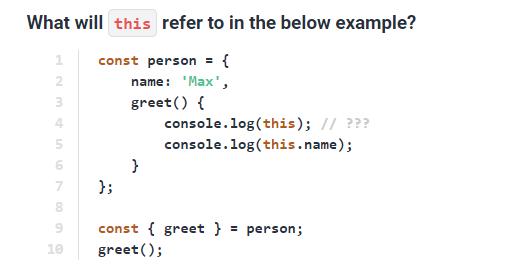 What will this refer to in the below example?
1 const person = {
2 name: 'Max',
3 greet() {
4 console.log(this); // ???
5 console.log(this.name);
6 }
7 };
8
9 const { greet } = person;
10 greet();